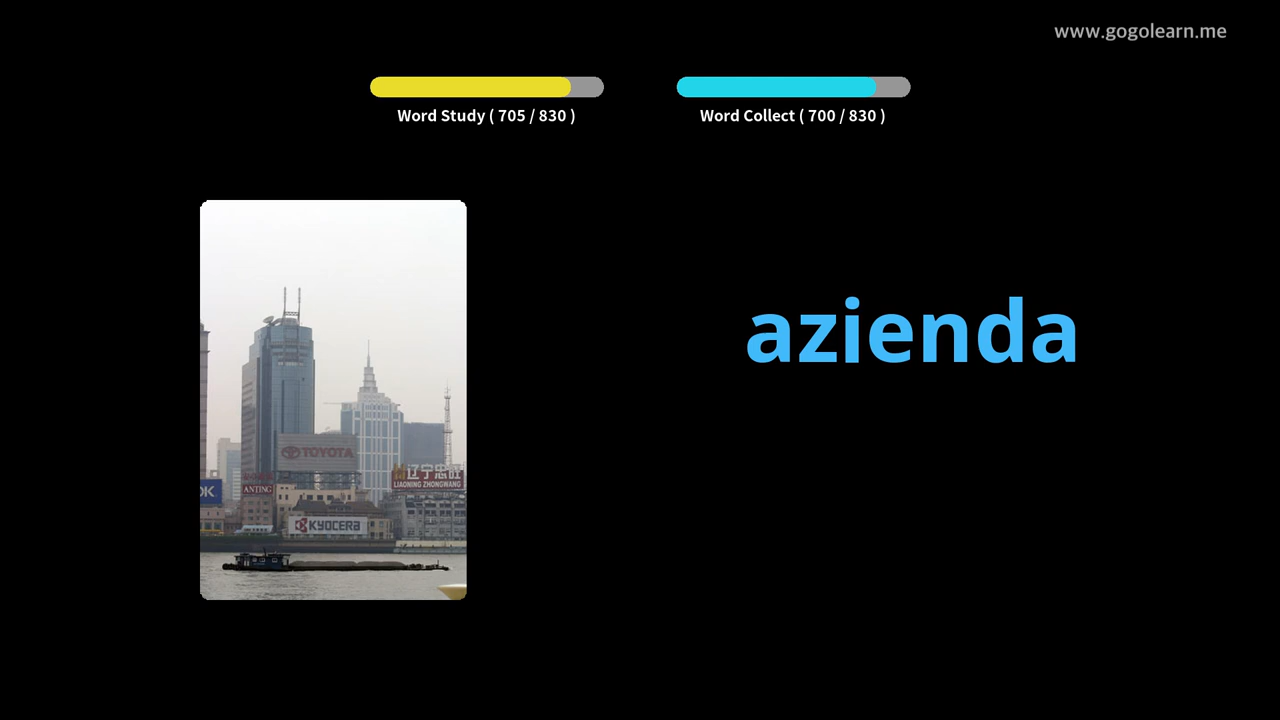 www.gogolearn.me
Word Study ( 705 / 830 )
Word Collect ( 700 / 830 )
azienda
TOYOTA
辽宁忠旺
LIAONING ZHONGWANG
OK
ANTING
KYOCERA